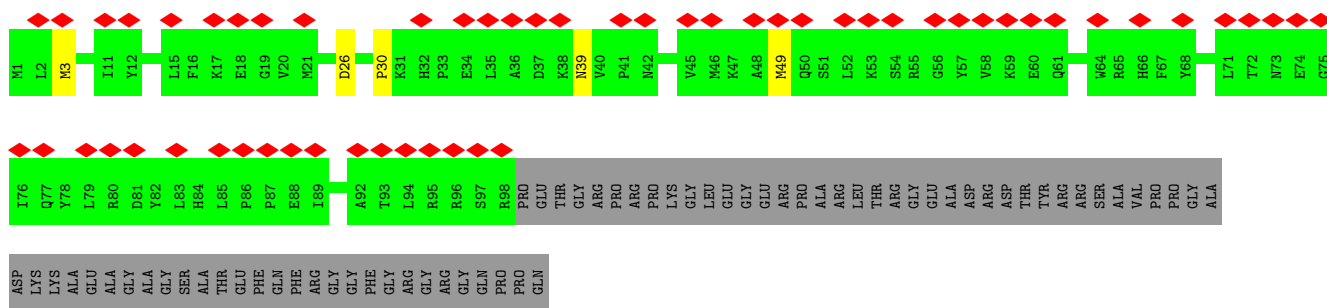 M1 L2 M3 I11 Y12 L15 F16 K17 E18 G19 V20 M21 D26 P30 K31 H32 P33 E34 L35 A36 D37 K38 N39 V40 P41 N42 V45 M46 K47 A48 M49 Q50 S51 L52 K53 S54 R55 G56 Y57 V58 K59 E60 Q61 W64 R65 H66 F67 Y68 L71 T72 N73 E74 G75
I76 Q77 Y78 L79 R80 D81 Y82 L83 H84 L85 P86 P87 E88 I89 A92 T93 L94 R95 R96 S97 R98 PRO GLU THR GLY ARG PRO ARG PRO LYS GLY LEU GLU GLY GLU ARG PRO ALA ARG LEU THR ARG GLY GLU ALA ASP ARG ASP THR TYR ARG ARG SER ALA VAL PRO PRO GLY ALA
ASP LYS LYS ALA GLU ALA GLY ALA GLY SER ALA THR GLU PHE GLN PHE ARG GLY GLY PHE GLY ARG GLY ARG GLY GLN PRO PRO GLN